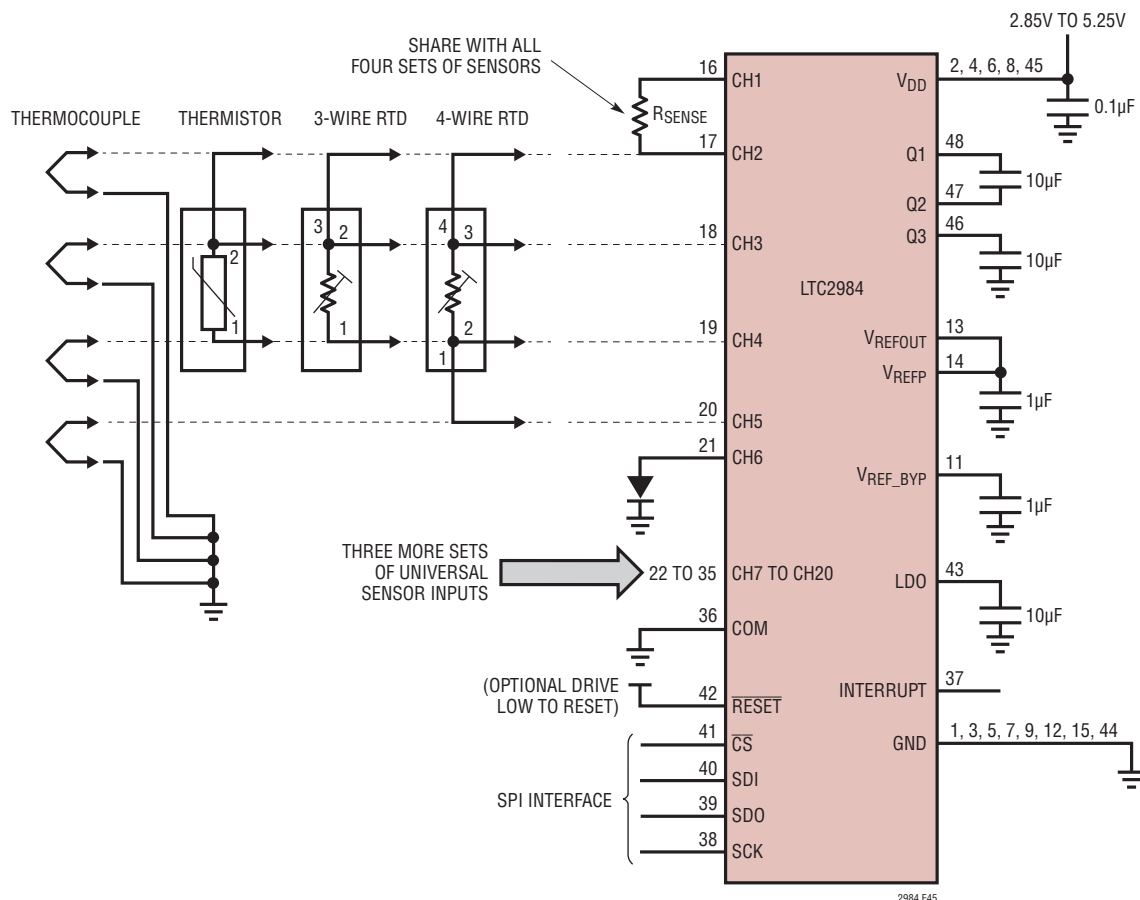 2.85V TO 5.25V
SHARE WITH ALL
FOUR SETS OF SENSORS
16
CH1
VDD
2, 4, 6, 8, 45
0.1µF
RSENSE
THERMOCOUPLE
THERMISTOR
3-WIRE RTD
4-WIRE RTD
17
CH2
Q1
48
10µF
Q2
47
3
2
4
3
18
CH3
Q3
46
10µF
2
LTC2984
1
1
2
1
19
CH4
VREFOUT
13
VREFP
14
1µF
20
CH5
21
CH6
VREF_BYP
11
1µF
THREE MORE SETS
OF UNIVERSAL
SENSOR INPUTS
22 TO 35
CH7 TO CH20
LDO
43
10µF
36
COM
(OPTIONAL DRIVE
LOW TO RESET)
42
RESET
INTERRUPT
37
41
CS
GND
1, 3, 5, 7, 9, 12, 15, 44
SPI INTERFACE
40
SDI
39
SDO
38
SCK
2984 F45